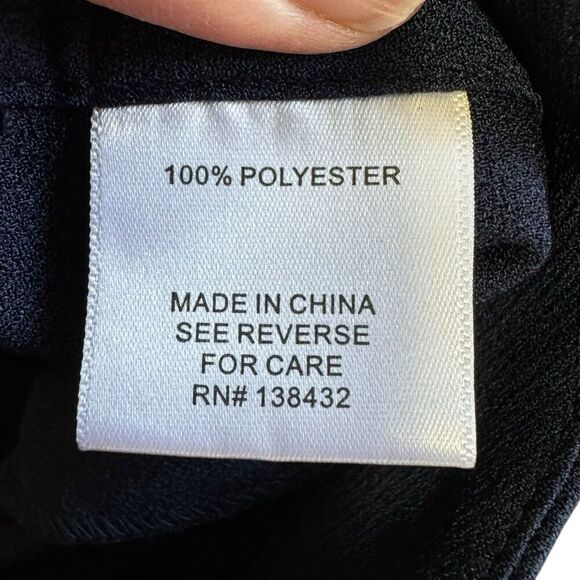 100% POLYESTER
MADE IN CHINA
SEE REVERSE
FOR CARE
RN# 138432